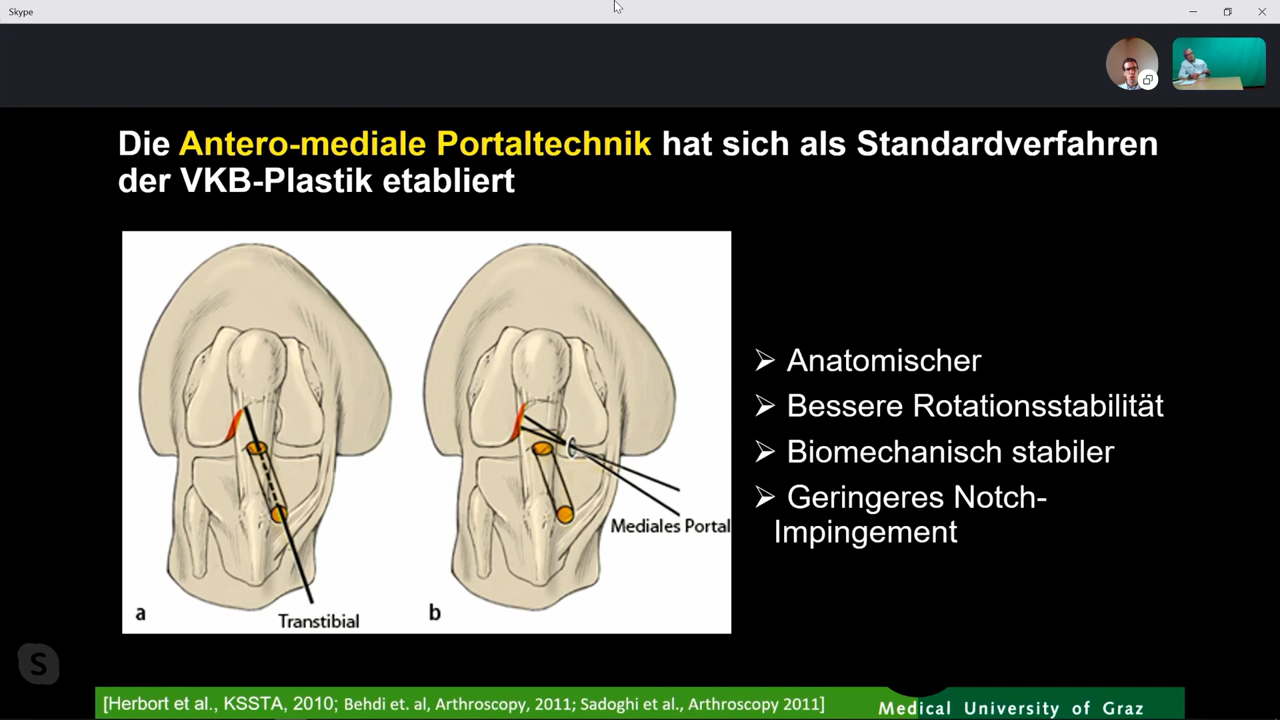 Skype
Die Antero-mediale Portaltechnik hat sich als Standardverfahren
der VKB-Plastik etabliert
Mediales Portal
a
Transtibial
b
➢ Anatomischer
➢ Bessere Rotationsstabilität
➢ Biomechanisch stabiler
➢ Geringeres Notch-
Impingement
S
[Herbort et al., KSSTA, 2010; Behdi et. al, Arthroscopy, 2011; Sadoghi et al., Arthroscopy 2011]
Medical University of Graz